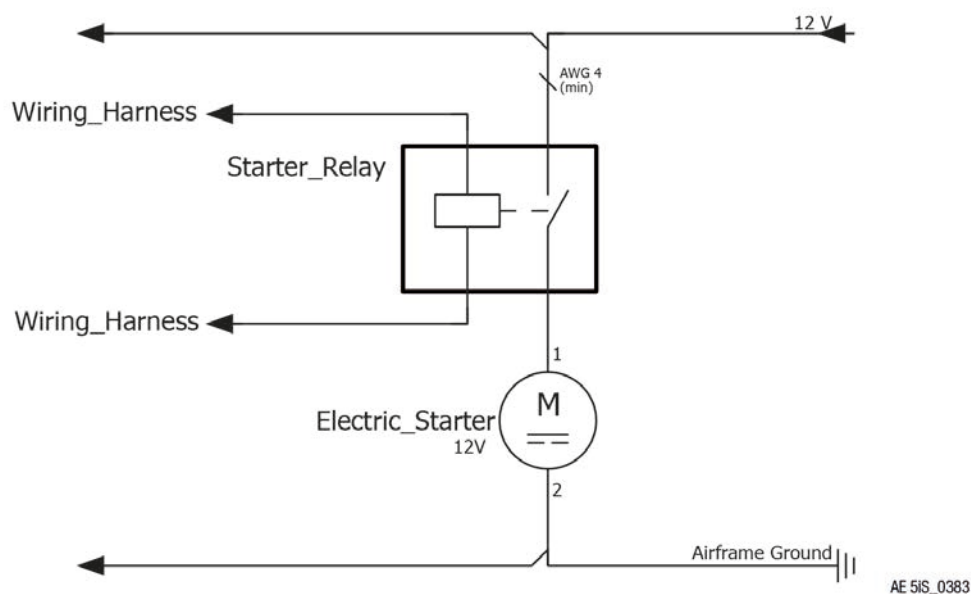 12 V
AWG 4
(min)
Wiring_Harness
Starter_Relay
Wiring_Harness
1
M
Electric_Starter
12V
2
Airframe Ground
AE 5iS_0383